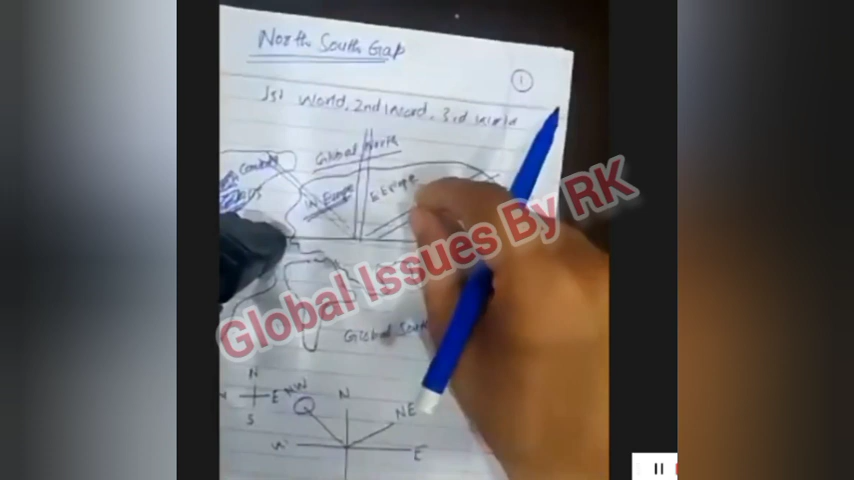 North South Gap
1
1st World, 2nd World, 3rd World
Global North
Canada
W. Europe
E. Europe
Global Issues By RK
Global South
N
E
S
NW
N
NE
W
E